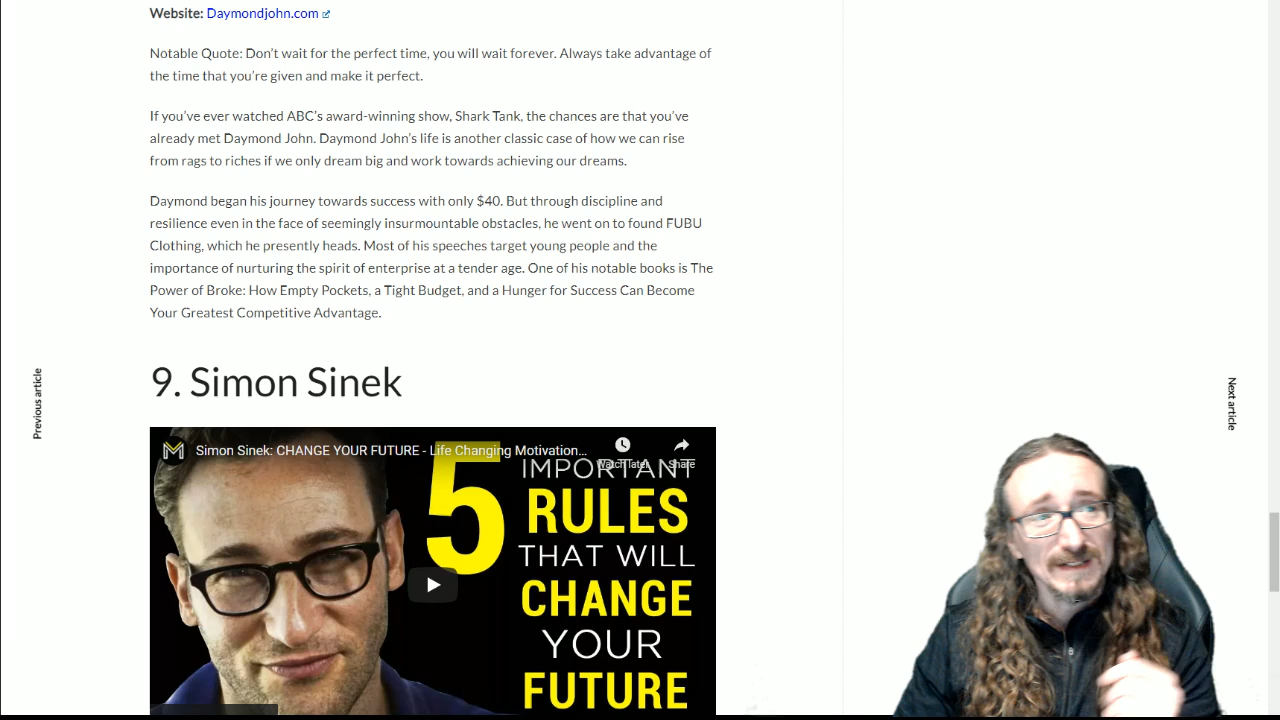 Website: Daymondjohn.com
Notable Quote: Don’t wait for the perfect time, you will wait forever. Always take advantage of
the time that you’re given and make it perfect.
If you’ve ever watched ABC’s award-winning show, Shark Tank, the chances are that you’ve
already met Daymond John. Daymond John’s life is another classic case of how we can rise
from rags to riches if we only dream big and work towards achieving our dreams.
Daymond began his journey towards success with only $40. But through discipline and
resilience even in the face of seemingly insurmountable obstacles, he went on to found FUBU
Clothing, which he presently heads. Most of his speeches target young people and the
importance of nurturing the spirit of enterprise at a tender age. One of his notable books is The
Power of Broke: How Empty Pockets, a Tight Budget, and a Hunger for Success Can Become
Your Greatest Competitive Advantage.
Previous article
Next article
9. Simon Sinek
Simon Sinek: CHANGE YOUR FUTURE - Life Changing Motivation...
Watch later
Share
5 IMPORTANT
RULES
THAT WILL
CHANGE
YOUR
FUTURE